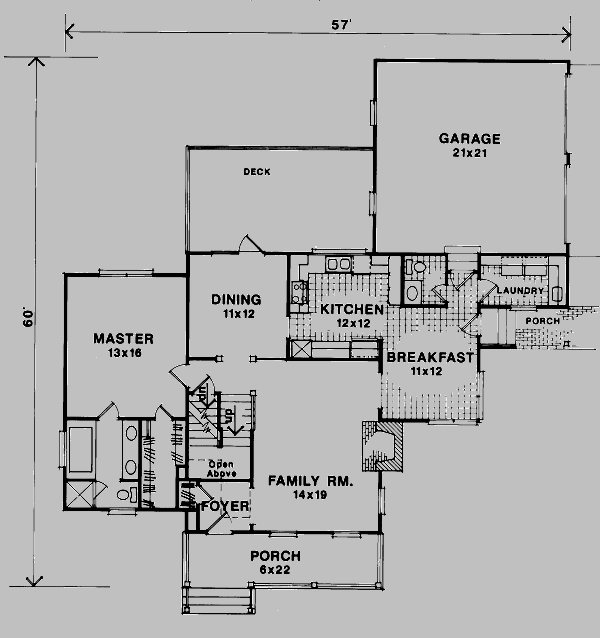 57'
60'
GARAGE
21x21
DECK
DINING
11x12
KITCHEN
12x12
LAUNDRY
PORCH
MASTER
13x16
BREAKFAST
11x12
dn
up
Open
Above
FAMILY RM.
14x19
FOYER
PORCH
6x22